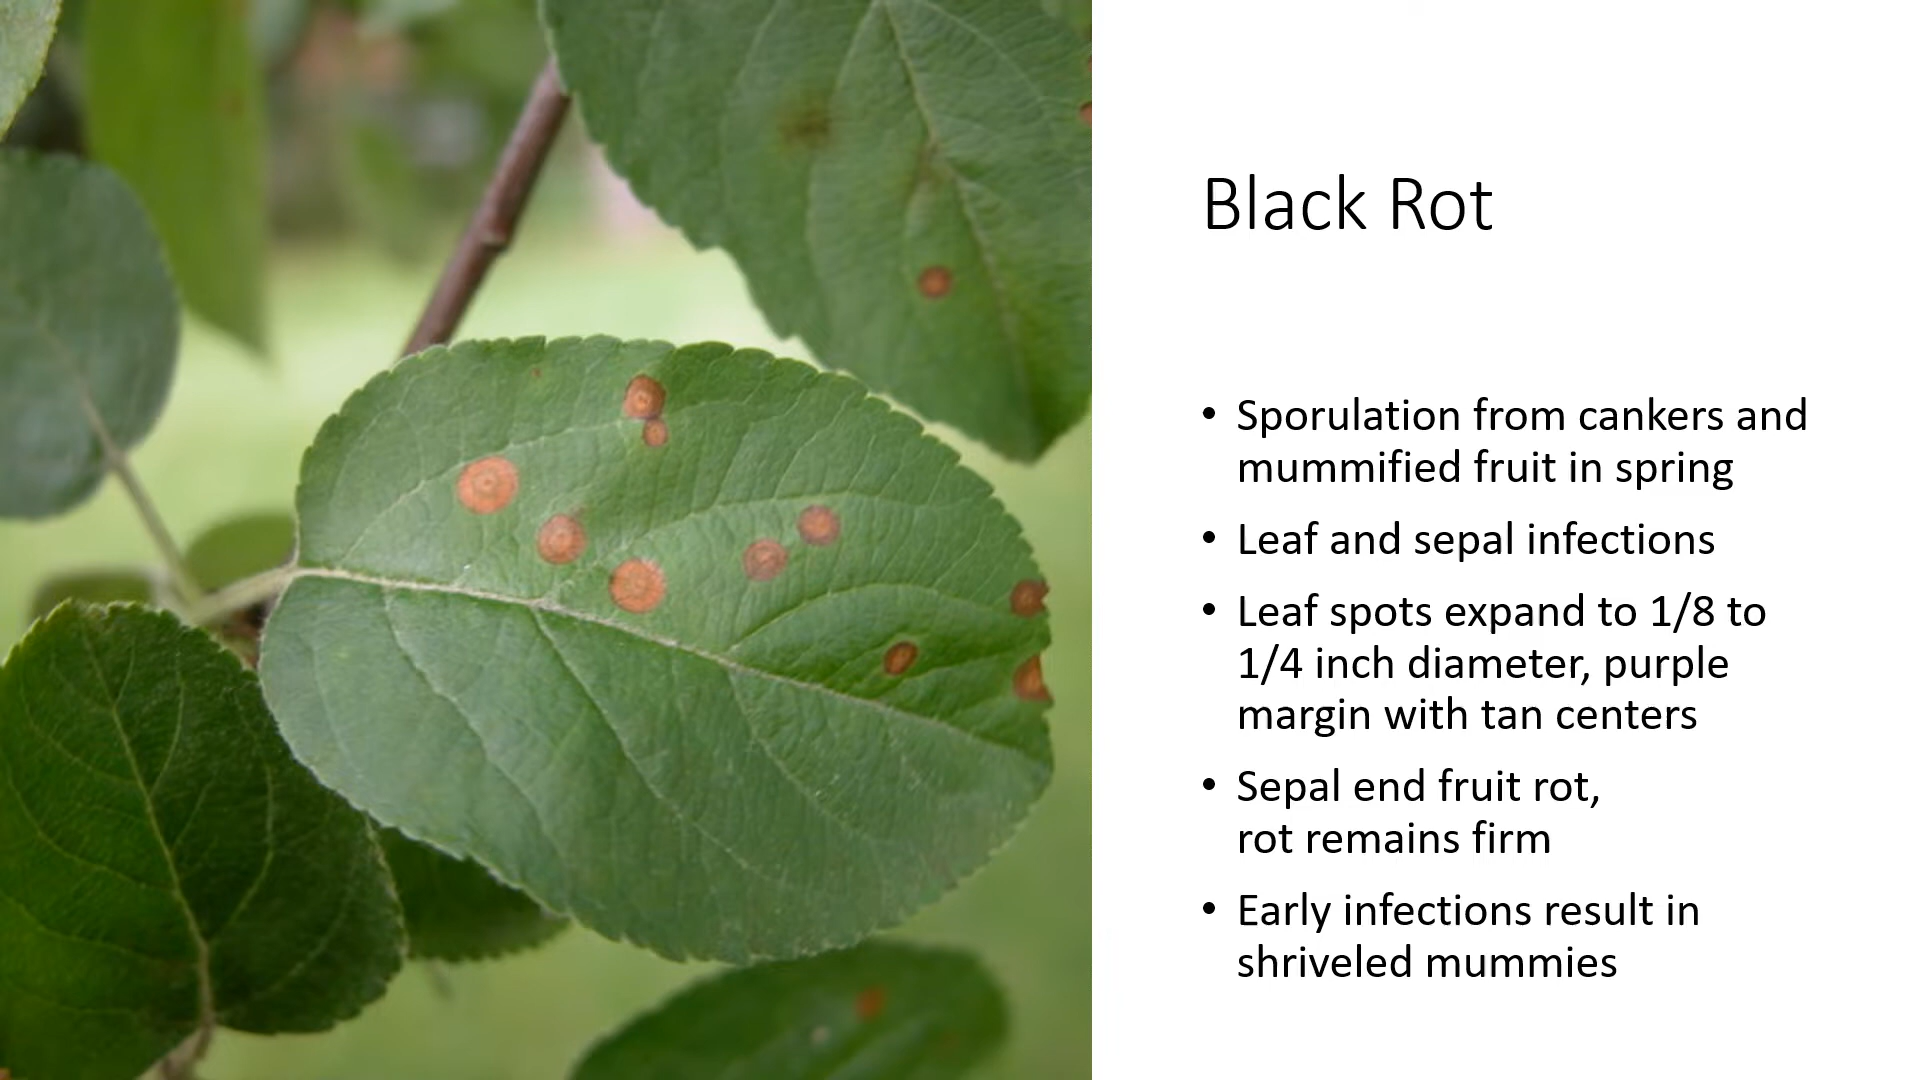 Black Rot
• Sporulation from cankers and
mummified fruit in spring
• Leaf and sepal infections
• Leaf spots expand to 1/8 to
1/4 inch diameter, purple
margin with tan centers
• Sepal end fruit rot,
rot remains firm
• Early infections result in
shriveled mummies